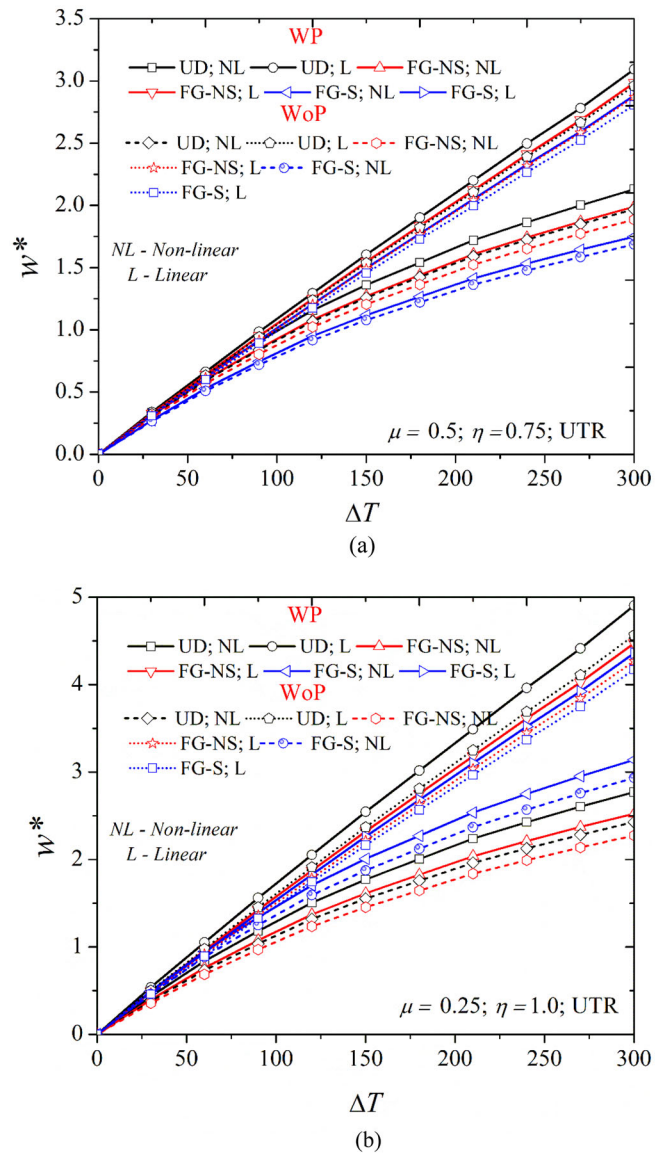 WP
UD; NL UD; L FG-NS; NL
FG-NS; L FG-S; NL FG-S; L
WoP
UD; NL UD; L FG-NS; NL
FG-NS; L FG-S; NL
FG-S; L
NL - Non-linear
L - Linear
w*
3.5
3.0
2.5
2.0
1.5
1.0
0.5
0.0
μ = 0.5; η = 0.75; UTR
0 50 100 150 200 250 300
ΔT
(a)
WP
UD; NL UD; L FG-NS; NL
FG-NS; L FG-S; NL FG-S; L
WoP
UD; NL UD; L FG-NS; NL
FG-NS; L FG-S; NL
FG-S; L
NL - Non-linear
L - Linear
w*
5
4
3
2
1
0
μ = 0.25; η = 1.0; UTR
0 50 100 150 200 250 300
ΔT
(b)